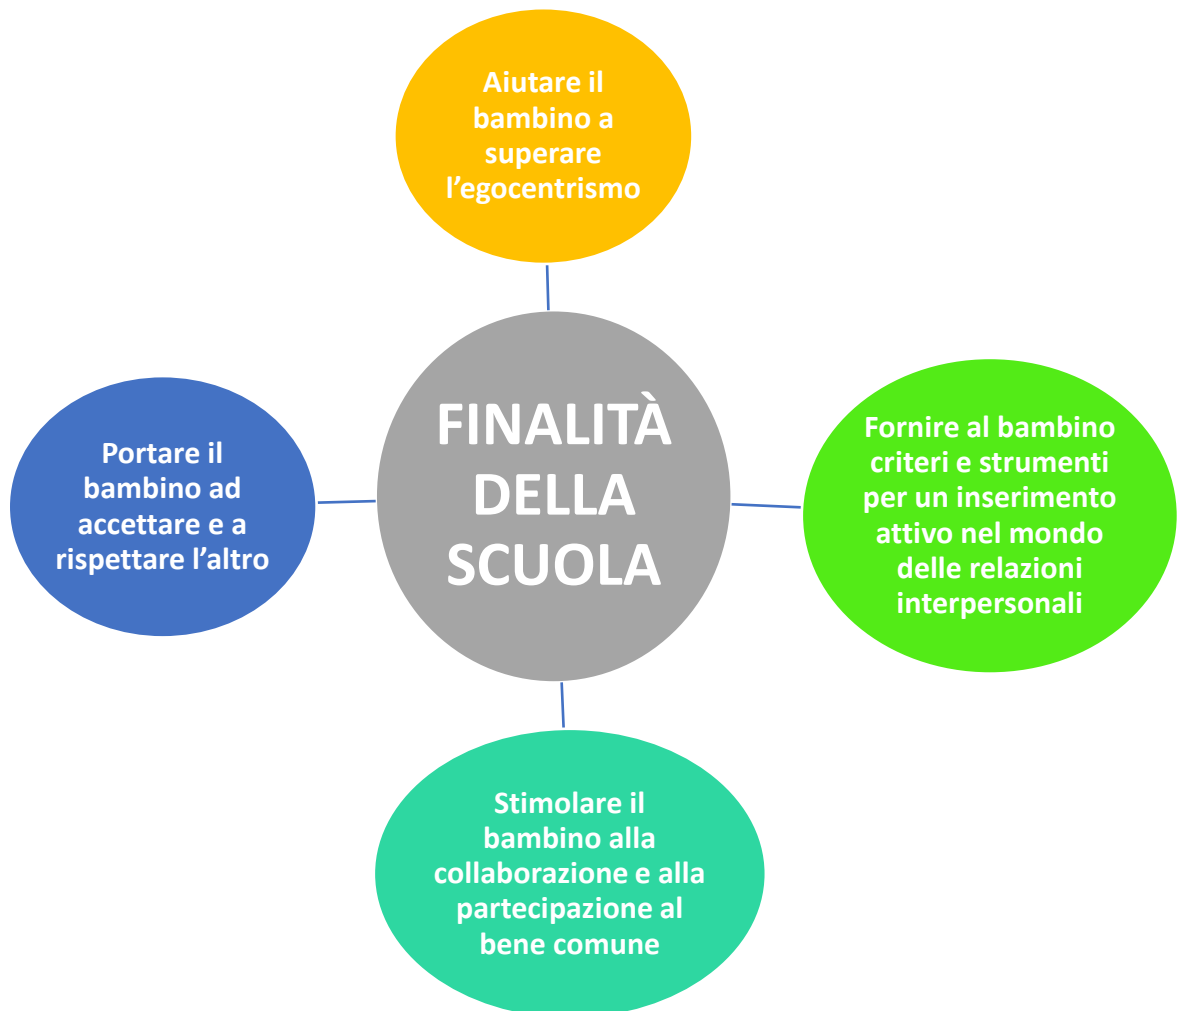 Aiutare il
bambino a
superare
l’egocentrismo
FINALITÀ
DELLA
SCUOLA
Portare il
bambino ad
accettare e a
rispettare l’altro
Fornire al bambino
criteri e strumenti
per un inserimento
attivo nel mondo
delle relazioni
interpersonali
Stimolare il
bambino alla
collaborazione e alla
partecipazione al
bene comune